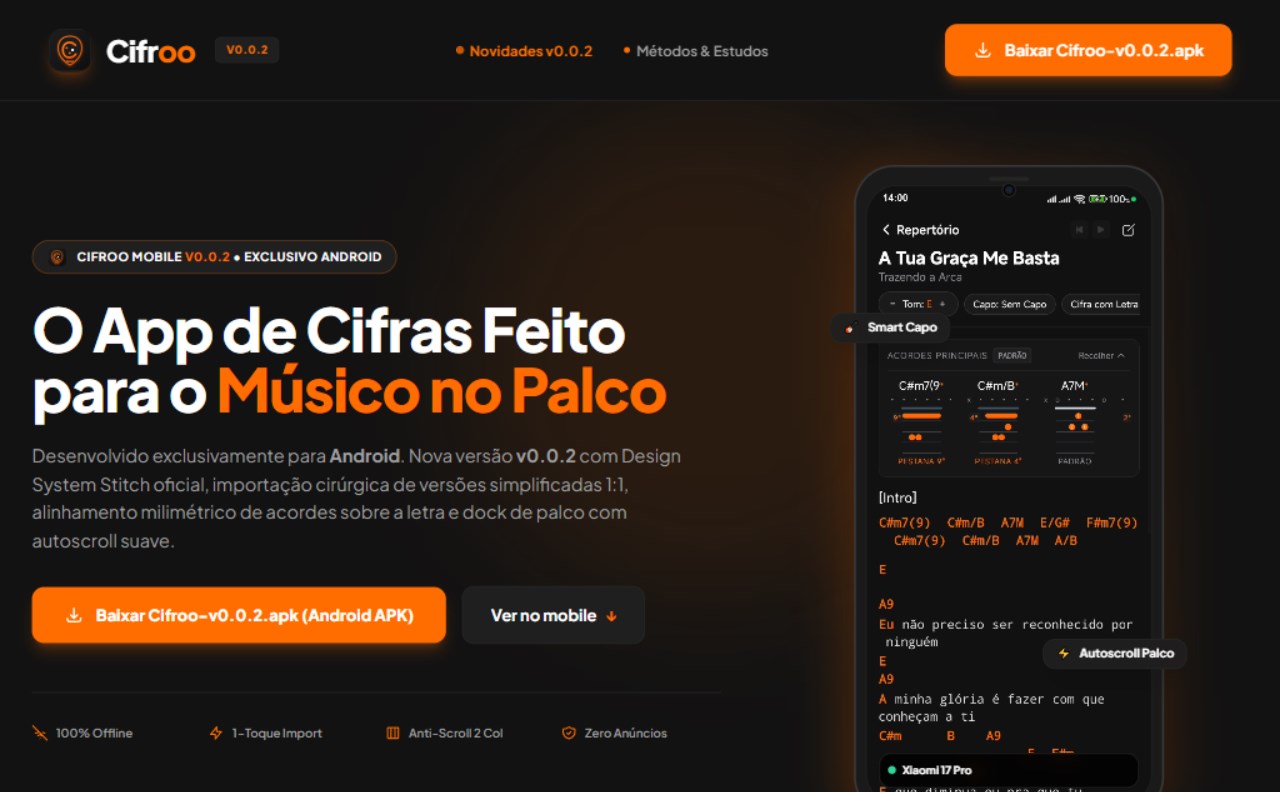 Cifroo
V0.0.2
Novidades v0.0.2
Métodos & Estudos
Baixar Cifroo-v0.0.2.apk
CIFROO MOBILE V0.0.2 • EXCLUSIVO ANDROID
O App de Cifras Feito
para o Músico no Palco
Desenvolvido exclusivamente para Android. Nova versão v0.0.2 com Design
System Stitch oficial, importação cirúrgica de versões simplificadas 1:1,
alinhamento milimétrico de acordes sobre a letra e dock de palco com
autoscroll suave.
Baixar Cifroo-v0.0.2.apk (Android APK)
Ver no mobile
100% Offline
1-Toque Import
Anti-Scroll 2 Col
Zero Anúncios
14:00
100%
Repertório
A Tua Graça Me Basta
Trazendo a Arca
- Tom: E +
Capo: Sem Capo
Cifra com Letra
Smart Capo
ACORDES PRINCIPAIS
PADRÃO
Recolher
C#m7(9
C#m/B
A7M
9ª
4ª
2ª
PESTANA 9ª
PESTANA 4ª
PADRÃO
[Intro]
C#m7(9) C#m/B A7M E/G# F#m7(9)
C#m7(9) C#m/B A7M A/B
E
A9
Eu não preciso ser reconhecido por
ninguém
E
Autoscroll Palco
A9
A minha glória é fazer com que
conheçam a ti
C#m B A9
E F#m
Xiaomi 17 Pro